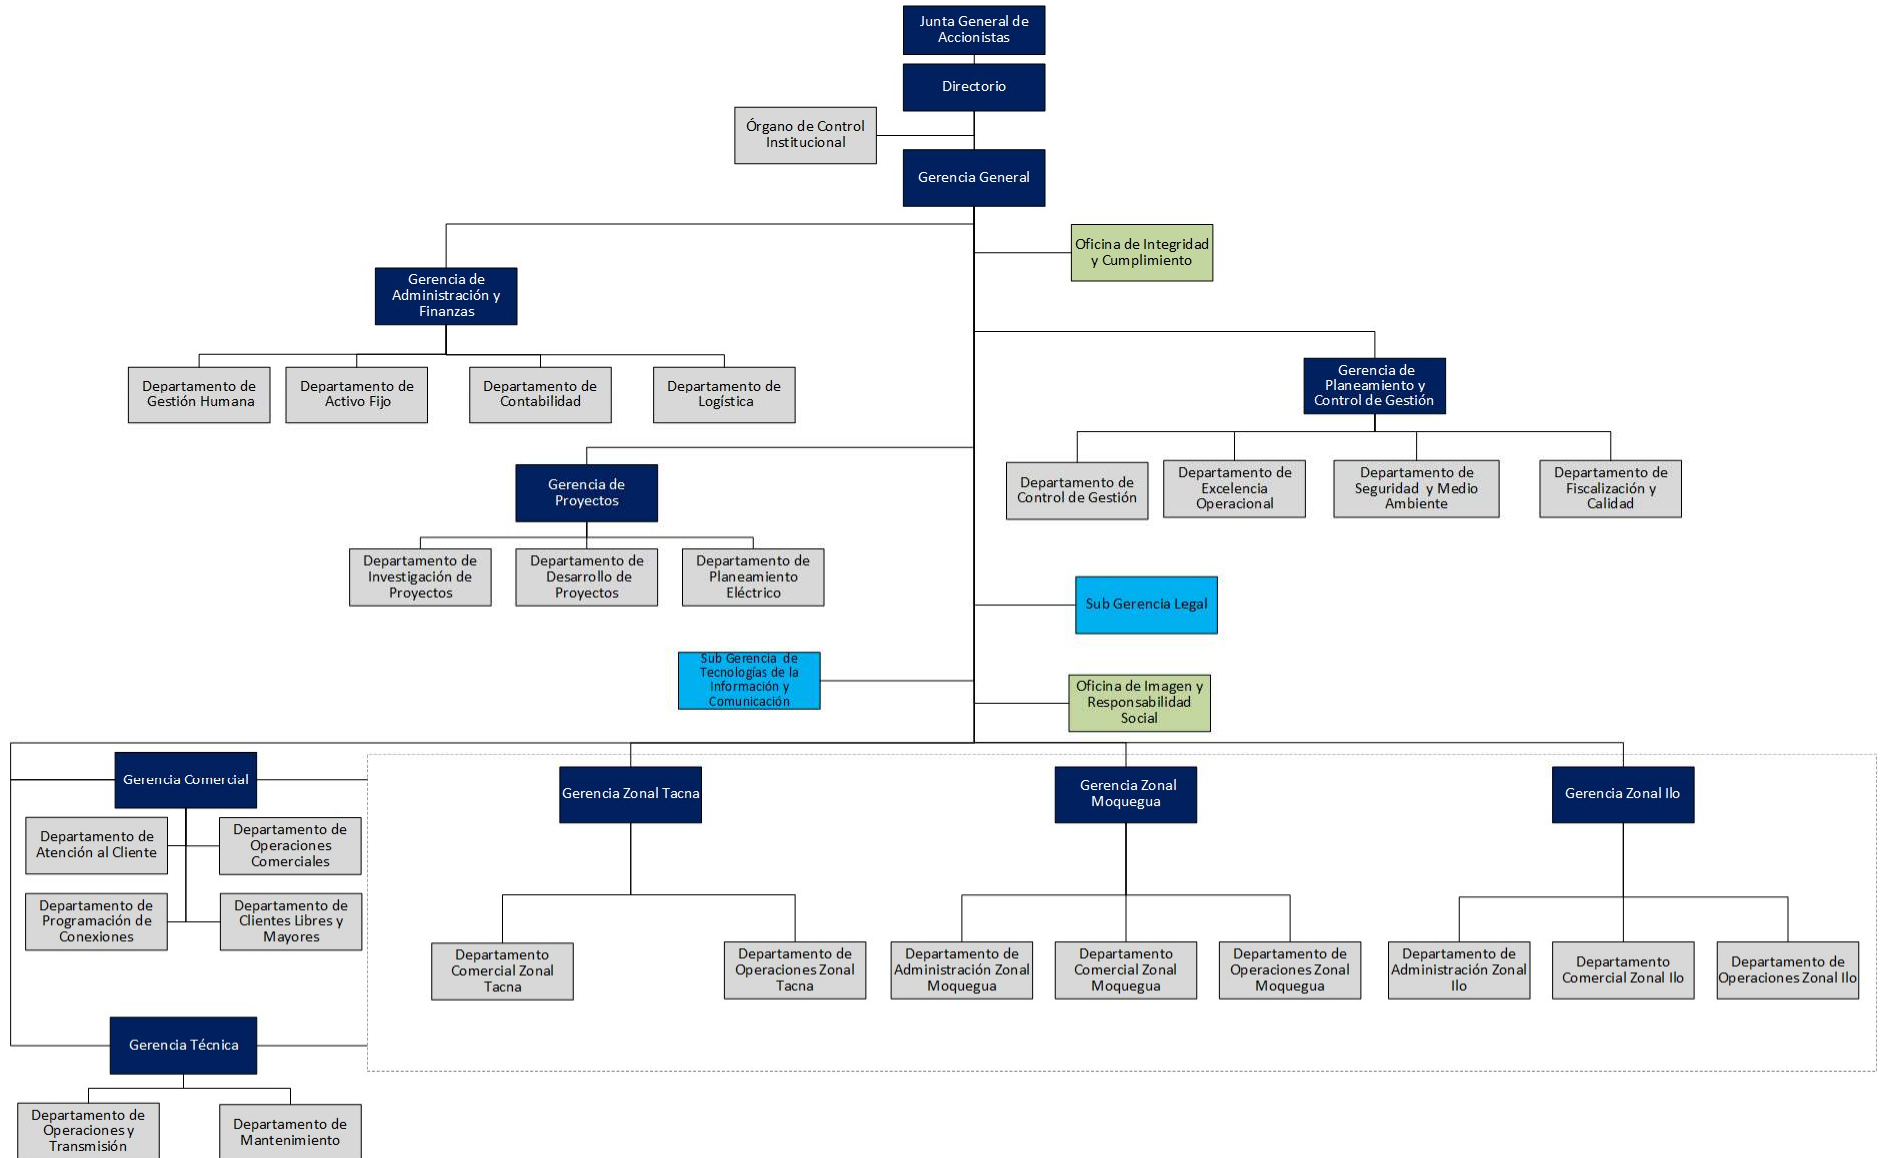 Junta General de
Accionistas
Directorio
Órgano de Control
Institucional
Gerencia General
Oficina de Integridad
y Cumplimiento
Gerencia de
Administración y
Finanzas
Departamento de
Gestión Humana
Departamento de
Activo Fijo
Departamento de
Contabilidad
Departamento de
Logística
Gerencia de
Planeamiento y
Control de Gestión
Departamento de
Control de Gestión
Departamento de
Excelencia
Operacional
Departamento de
Seguridad y Medio
Ambiente
Departamento de
Fiscalización y
Calidad
Gerencia de
Proyectos
Departamento de
Investigación de
Proyectos
Departamento de
Desarrollo de
Proyectos
Departamento de
Planeamiento
Eléctrico
Sub Gerencia Legal
Sub Gerencia de
Tecnologías de la
Información y
Comunicación
Oficina de Imagen y
Responsabilidad
Social
Gerencia Comercial
Departamento de
Atención al Cliente
Departamento de
Operaciones
Comerciales
Departamento de
Programación de
Conexiones
Departamento de
Clientes Libres y
Mayores
Gerencia Zonal Tacna
Departamento
Comercial Zonal
Tacna
Departamento de
Operaciones Zonal
Tacna
Gerencia Zonal
Moquegua
Departamento de
Administración Zonal
Moquegua
Departamento
Comercial Zonal
Moquegua
Departamento de
Operaciones Zonal
Moquegua
Gerencia Zonal Ilo
Departamento de
Administración Zonal
Ilo
Departamento
Comercial Zonal Ilo
Departamento de
Operaciones Zonal Ilo
Gerencia Técnica
Departamento de
Operaciones y
Transmisión
Departamento de
Mantenimiento